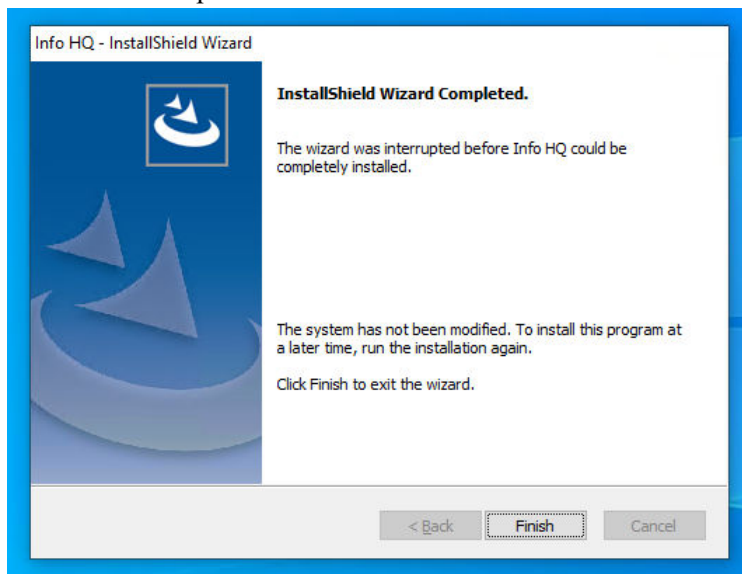 Info HQ - InstallShield Wizard
InstallShield Wizard Completed.
The wizard was interrupted before Info HQ could be
completely installed.
The system has not been modified. To install this program at
a later time, run the installation again.
Click Finish to exit the wizard.
< Back Finish Cancel